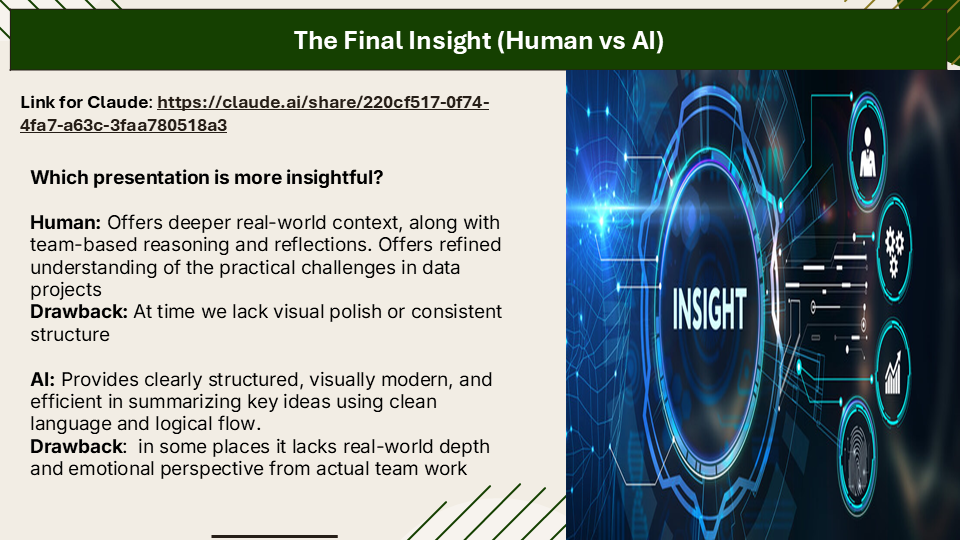 The Final Insight (Human vs AI)
Link for Claude: https://claude.ai/share/220cf517-0f74-
4fa7-a63c-3faa780518a3
Which presentation is more insightful?
Human: Offers deeper real-world context, along with
team-based reasoning and reflections. Offers refined
understanding of the practical challenges in data
projects
Drawback: At time we lack visual polish or consistent
structure
AI: Provides clearly structured, visually modern, and
efficient in summarizing key ideas using clean
language and logical flow.
Drawback:  in some places it lacks real-world depth
and emotional perspective from actual team work
INSIGHT